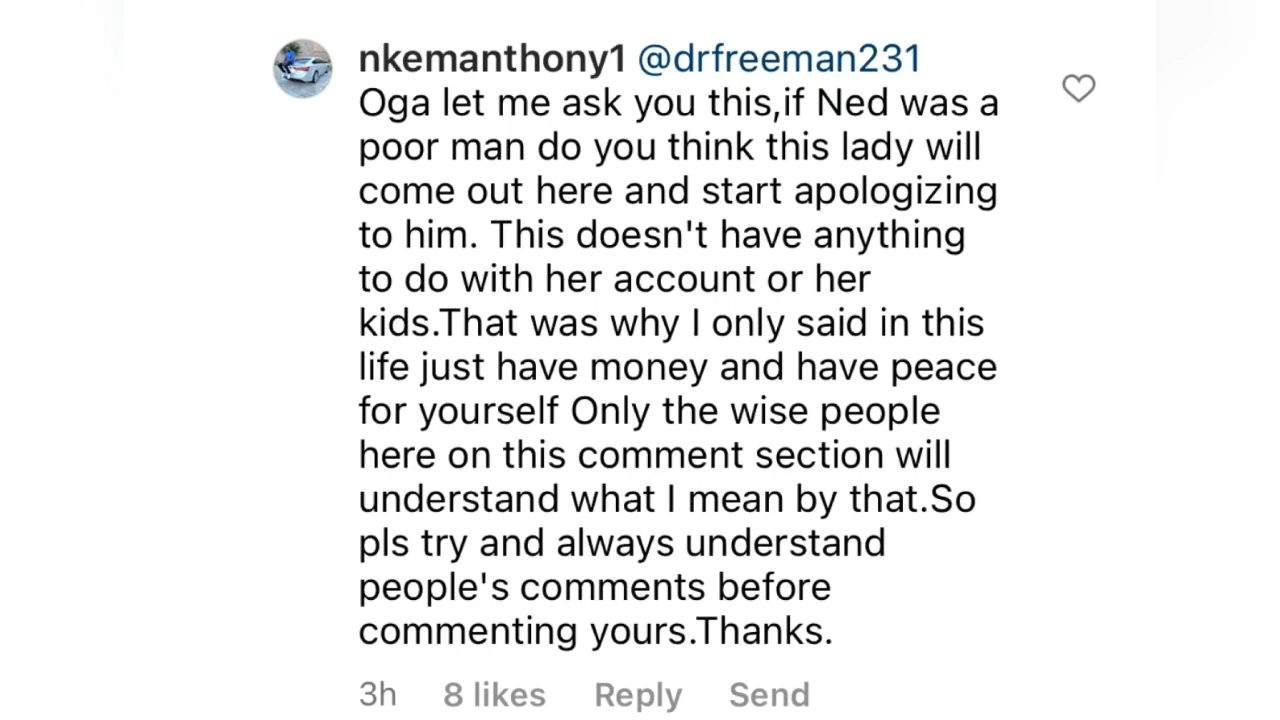 nkemanthony1 @drfreeman231
Oga let me ask you this,if Ned was a
poor man do you think this lady will
come out here and start apologizing
to him. This doesn't have anything
to do with her account or her
kids.That was why I only said in this
life just have money and have peace
for yourself Only the wise people
here on this comment section will
understand what I mean by that.So
pls try and always understand
people's comments before
commenting yours.Thanks.
3h 8 likes Reply Send